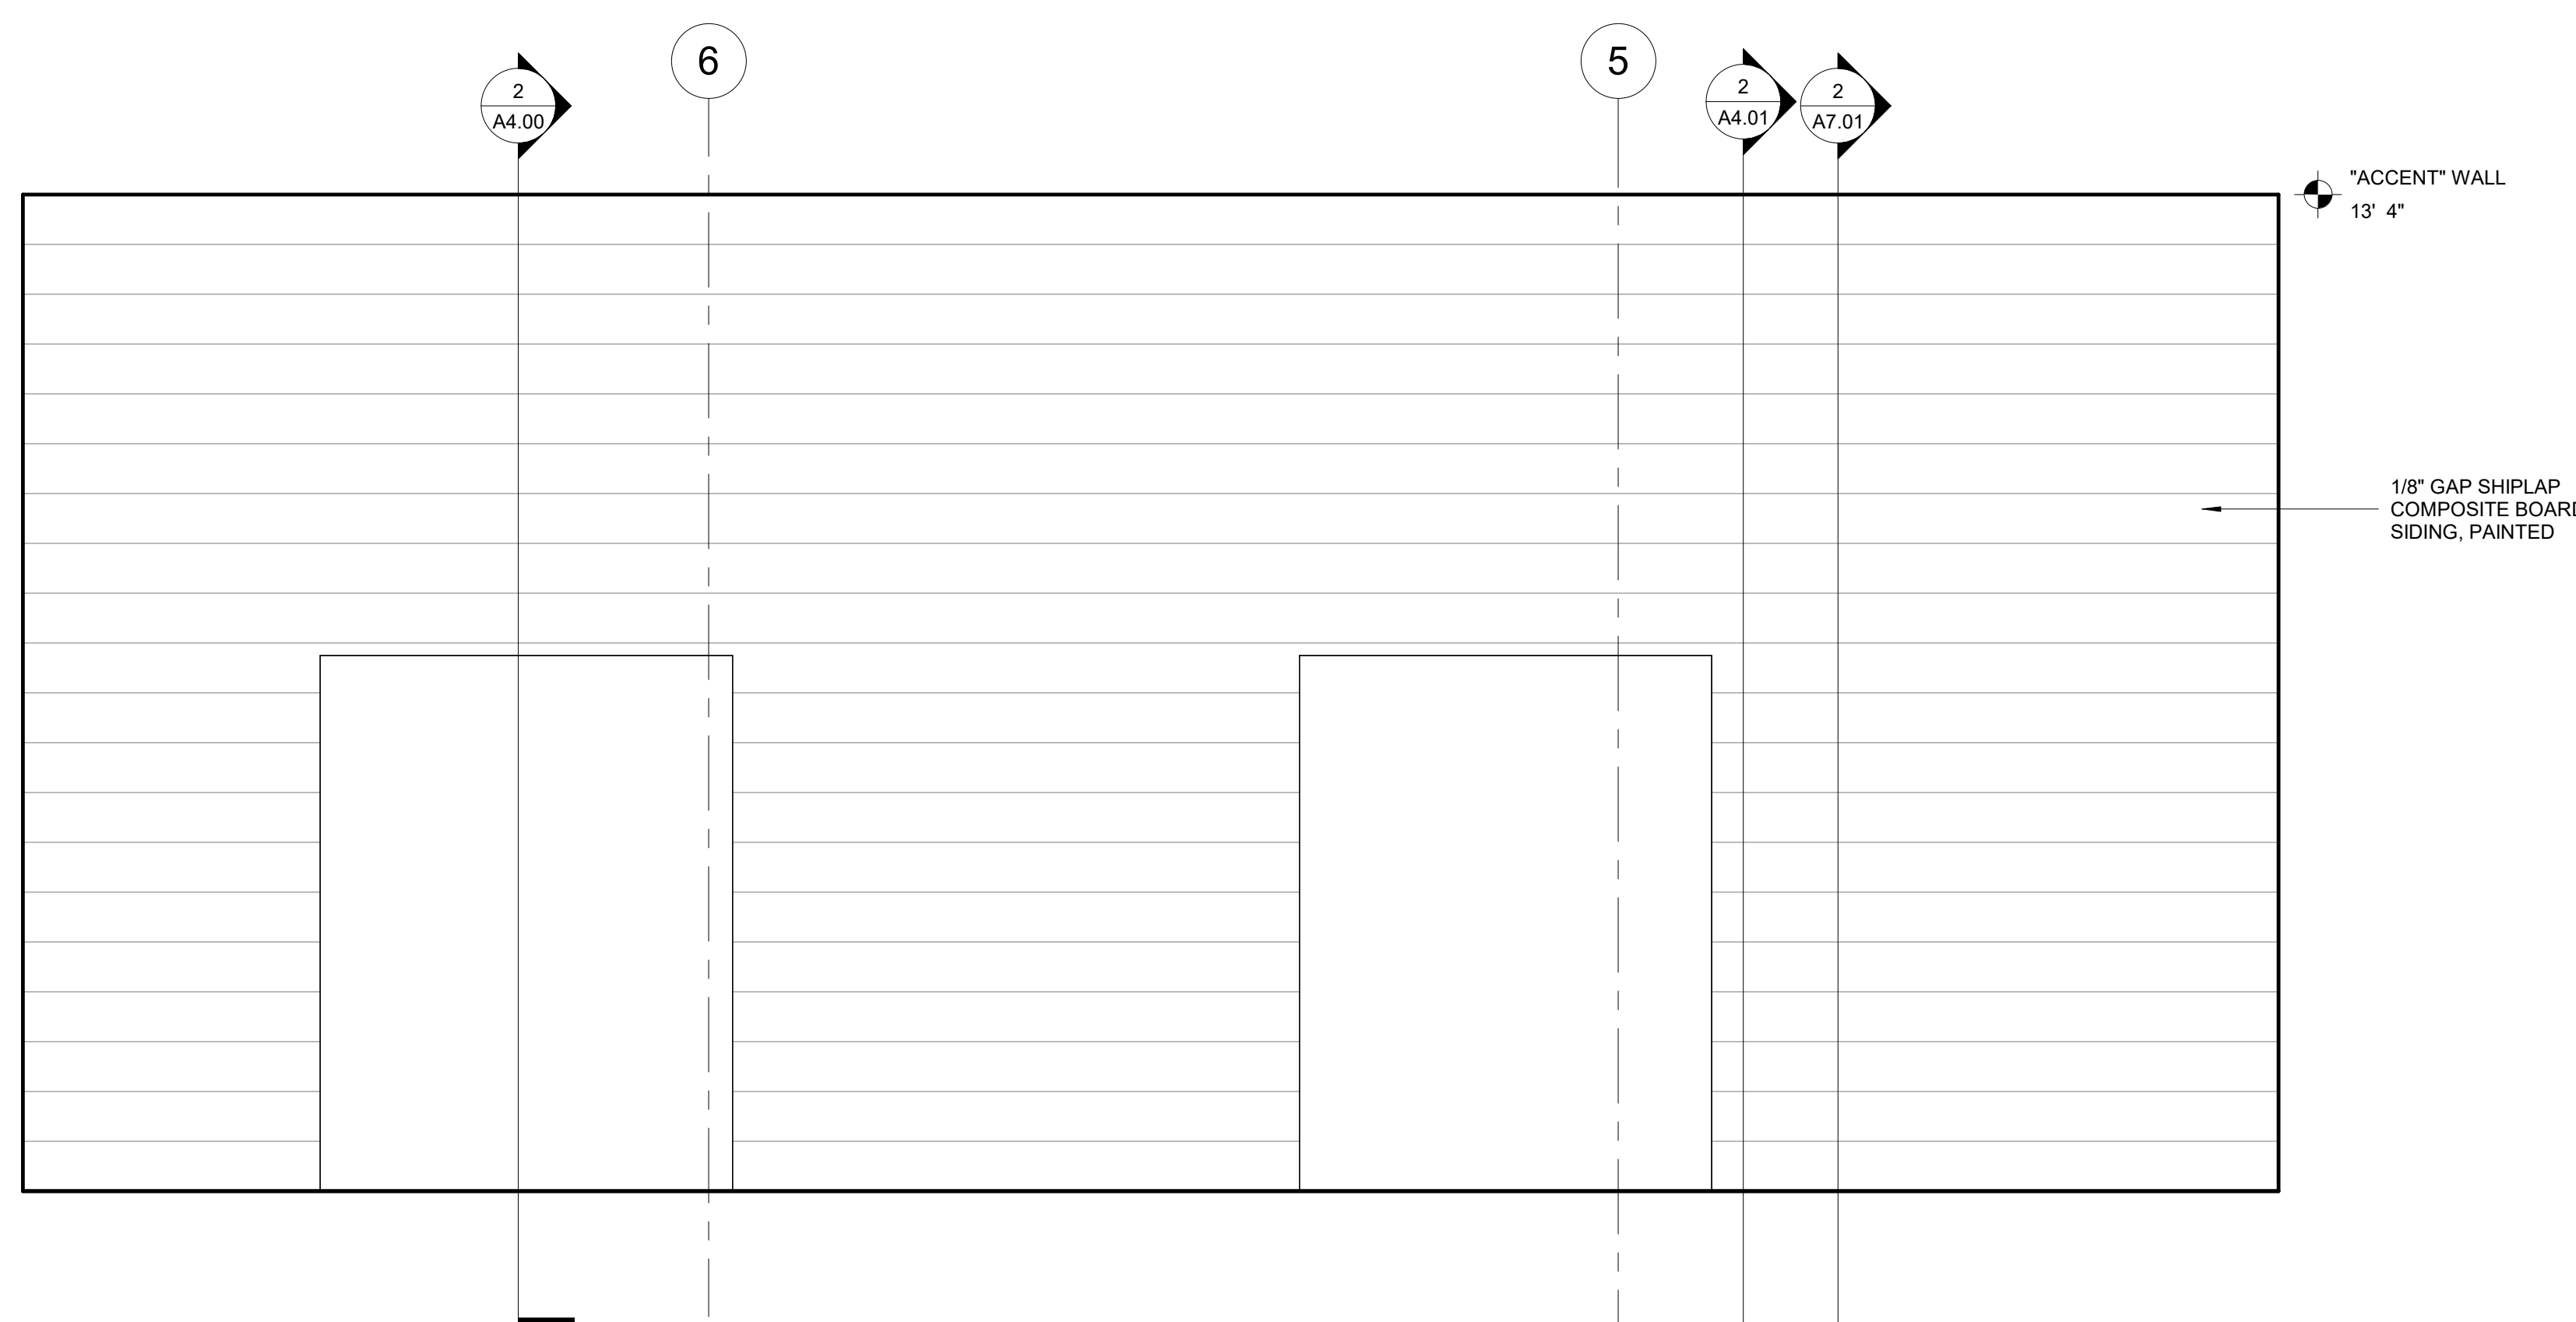 6
5
2
A4.00
2
A4.01
2
A7.01
"ACCENT" WALL
13' 4"
1/8" GAP SHIPLAP
COMPOSITE BOARD
SIDING, PAINTED